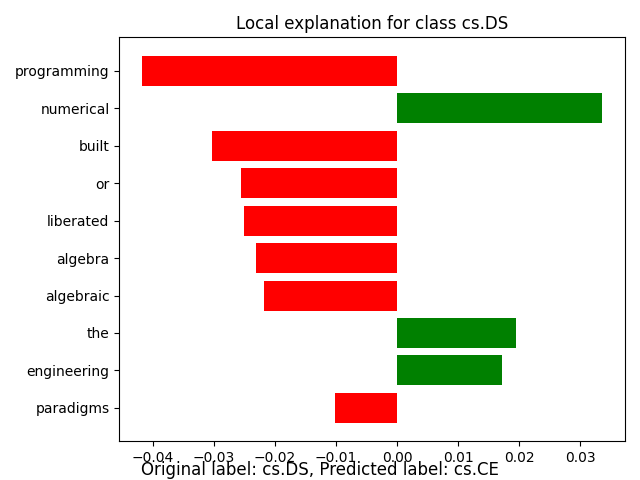 Local explanation for class cs.DS
programming
numerical
built
or
liberated
algebra
algebraic
the
engineering
paradigms
−0.04 −0.03 −0.02 −0.01 0.00 0.01 0.02 0.03
Original label: cs.DS, Predicted label: cs.CE